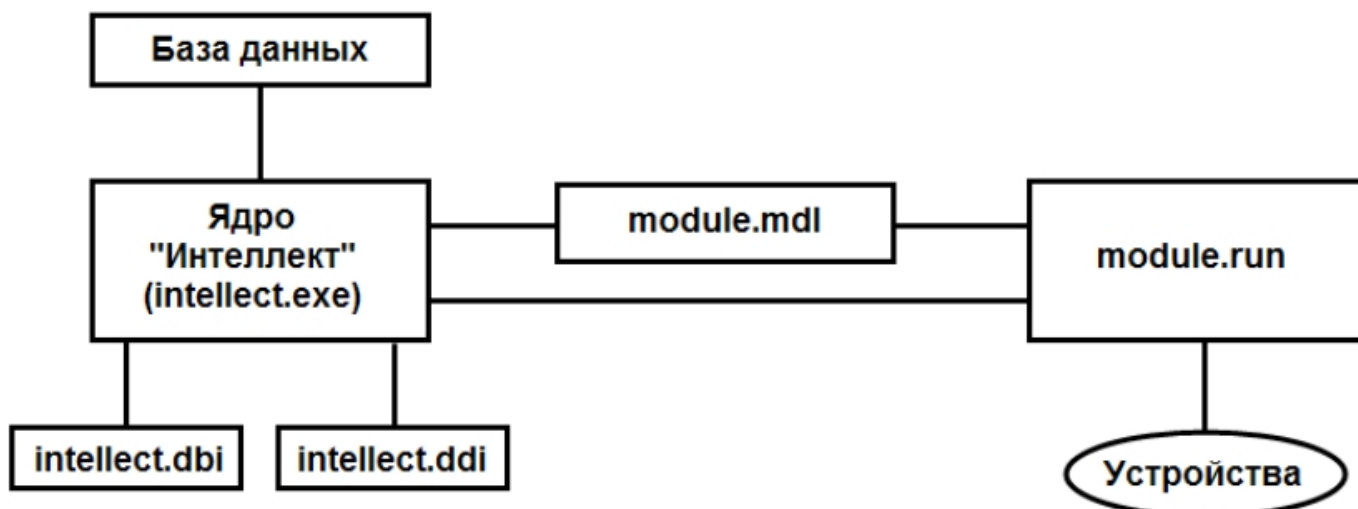 База данных
Ядро
"Интеллект"
(intellect.exe)
module.mdl
module.run
intellect.dbi
intellect.ddi
Устройства